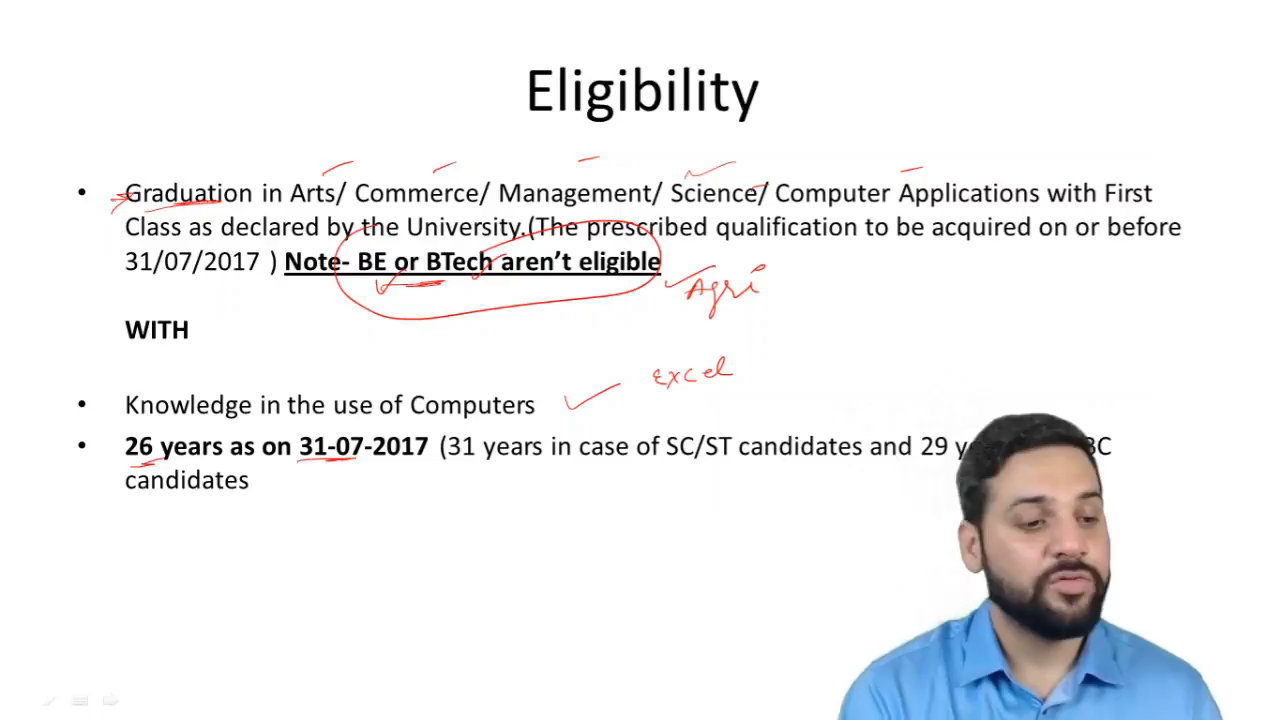 Eligibility
• Graduation in Arts/ Commerce/ Management/ Science/ Computer Applications with First
Class as declared by the University.(The prescribed qualification to be acquired on or before
31/07/2017 ) Note- BE or BTech aren't eligible
Agri
WITH
Excel
• Knowledge in the use of Computers
• 26 years as on 31-07-2017 (31 years in case of SC/ST candidates and 29
candidates